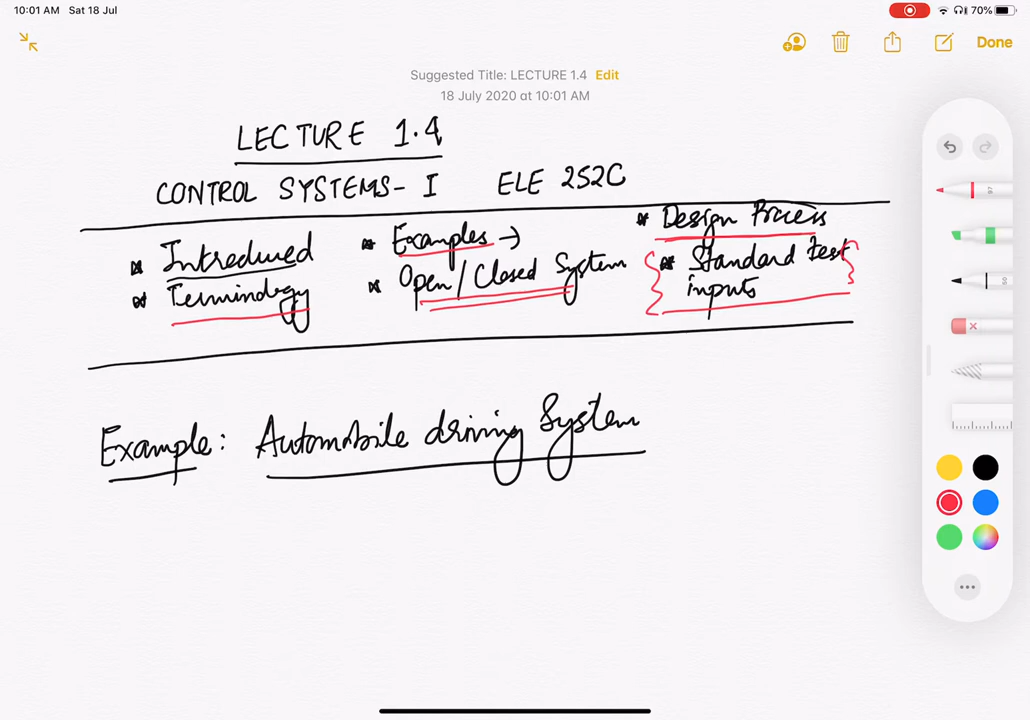 10:01 AM Sat 18 Jul
70%
Done
Suggested Title: LECTURE 1.4 Edit
18 July 2020 at 10:01 AM
LECTURE 1.4
CONTROL SYSTEMS- I ELE 252C
* Introduced
* Terminology
* Examples →
* Open/Closed System
* Design Process
* Standard test
inputs
Example: Automobile driving System
97